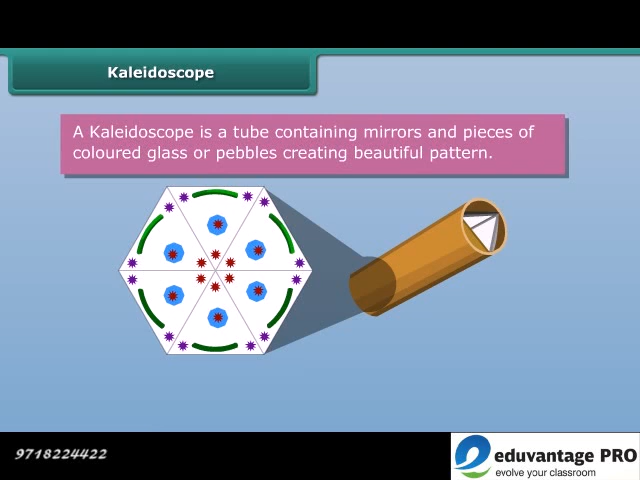 Kaleidoscope
A Kaleidoscope is a tube containing mirrors and pieces of
coloured glass or pebbles creating beautiful pattern.
9718224422
eduvantage PRO
evolve your classroom